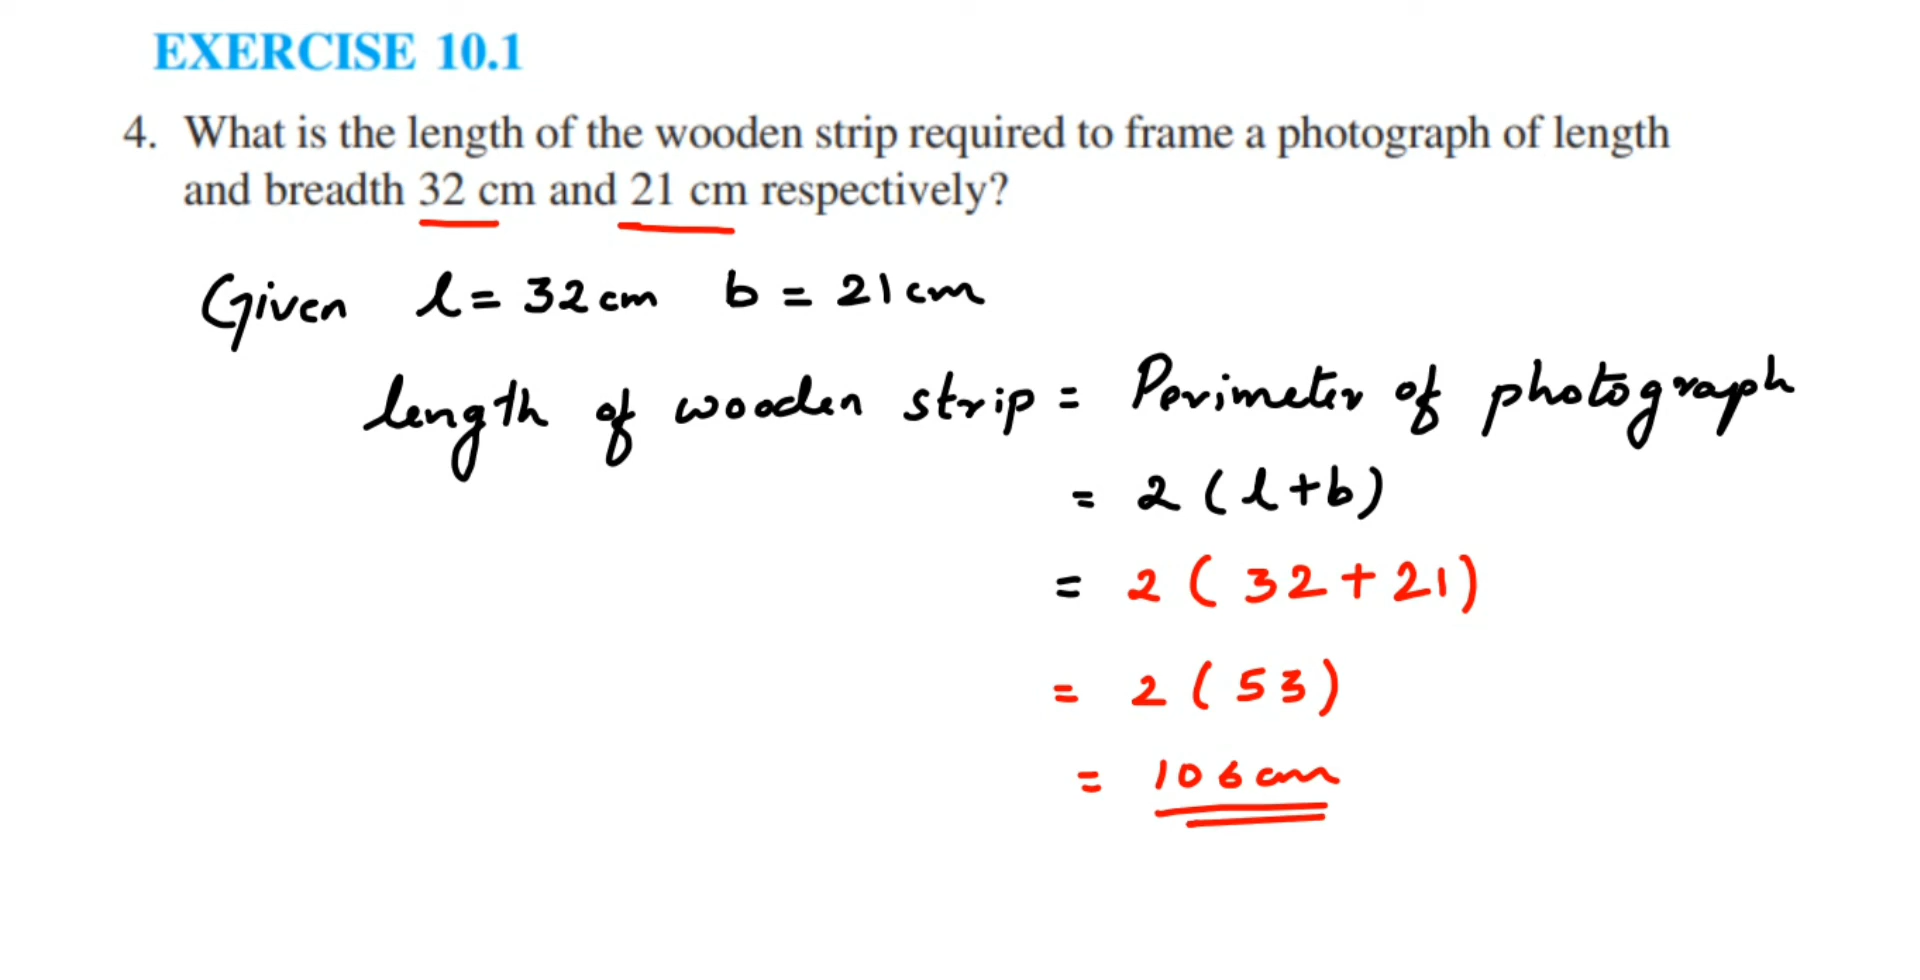 EXERCISE 10.1
4. What is the length of the wooden strip required to frame a photograph of length
and breadth 32 cm and 21 cm respectively?
Given l = 32 cm b = 21 cm
length of wooden strip = Perimeter of photograph
= 2 (l+b)
= 2 ( 32 + 21)
= 2 ( 53 )
= 106 cm